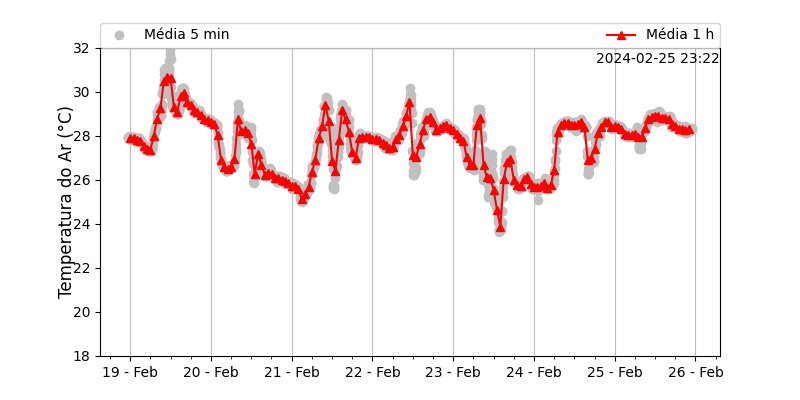 Média 5 min
Média 1 h
2024-02-25 23:22
Temperatura do Ar (°C)
32
30
28
26
24
22
20
18
19 - Feb
20 - Feb
21 - Feb
22 - Feb
23 - Feb
24 - Feb
25 - Feb
26 - Feb